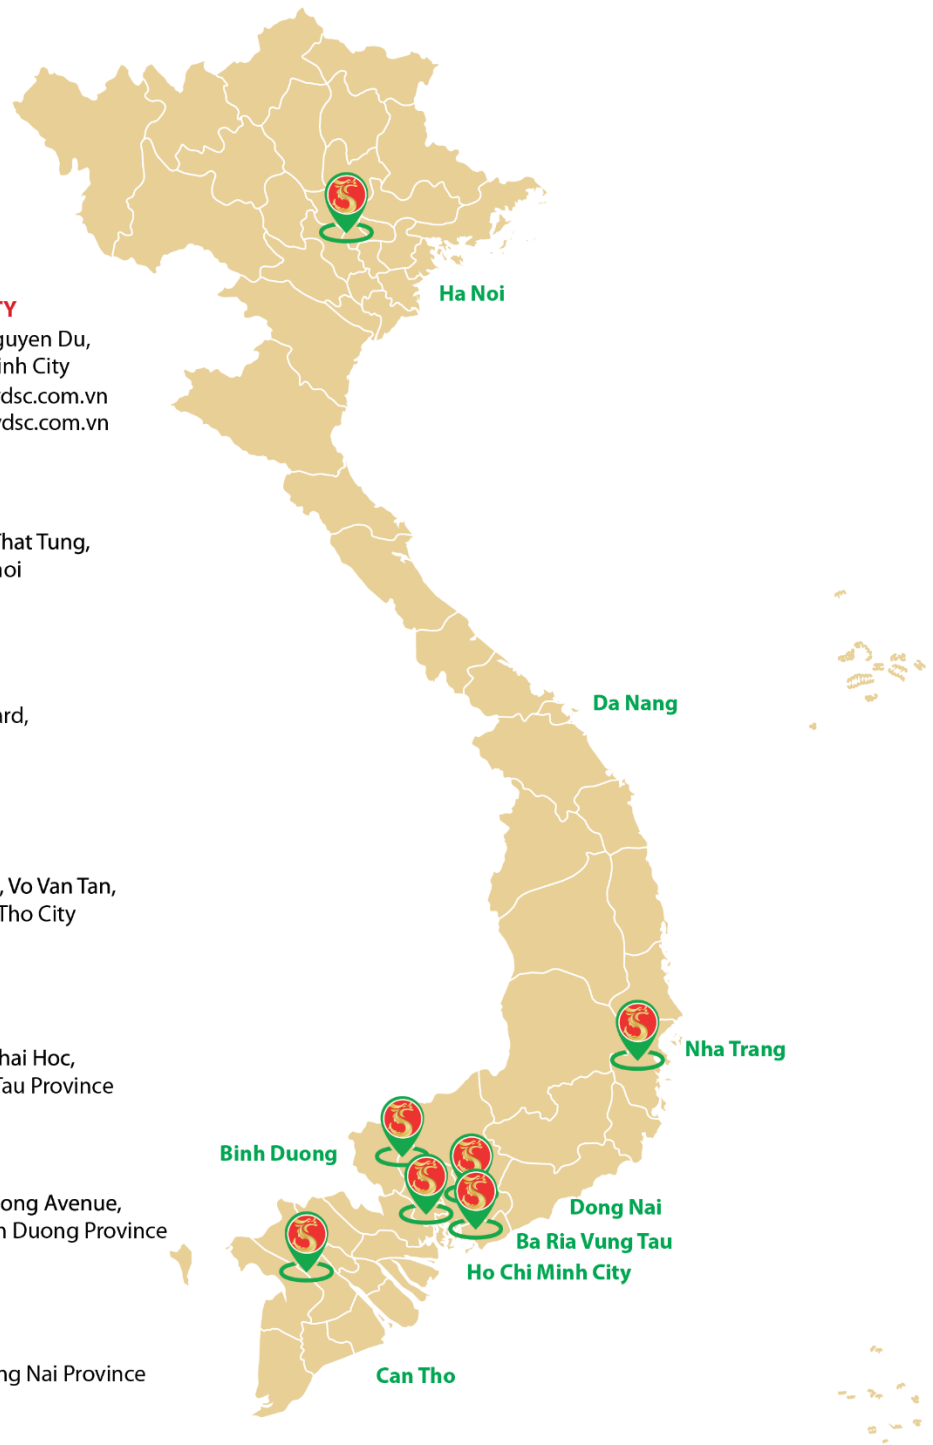 TY
guyen Du,
inh City
dsc.com.vn
dsc.com.vn
That Tung,
noi
ard,
, Vo Van Tan,
Tho City
hai Hoc,
Tau Province
ong Avenue,
h Duong Province
ng Nai Province
Ha Noi
Da Nang
Nha Trang
Binh Duong
Dong Nai
Ba Ria Vung Tau
Ho Chi Minh City
Can Tho